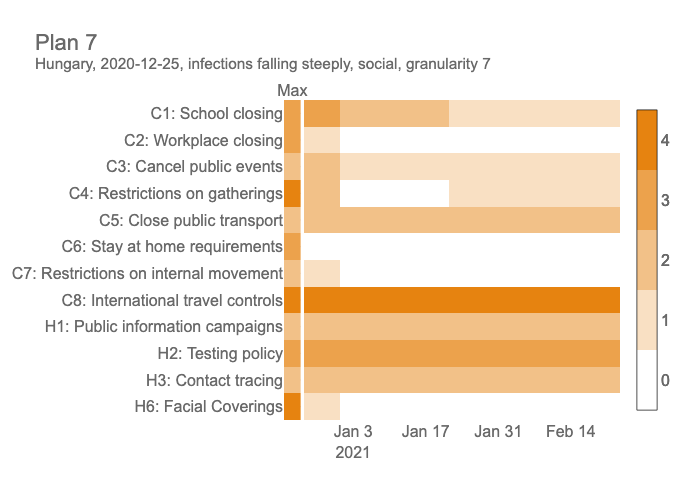 Plan 7
Hungary, 2020-12-25, infections falling steeply, social, granularity 7
Max
C1: School closing
C2: Workplace closing
C3: Cancel public events
C4: Restrictions on gatherings
C5: Close public transport
C6: Stay at home requirements
C7: Restrictions on internal movement
C8: International travel controls
H1: Public information campaigns
H2: Testing policy
H3: Contact tracing
H6: Facial Coverings
4
3
2
1
0
Jan 3 Jan 17 Jan 31 Feb 14
2021